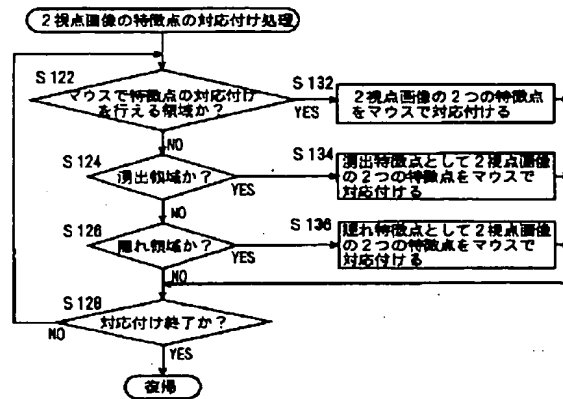 2視点画像の特徴点の対応付け処理
S122
マウスで特徴点の対応付け
を行える領域か?
YES
NO
S132
2視点画像の2つの特徴点
をマウスで対応付ける
S124
湧出領域か?
YES
NO
S134
湧出特徴点として2視点画像
の2つの特徴点をマウスで
対応付ける
S126
隠れ領域か?
YES
NO
S136
隠れ特徴点として2視点画像
の2つの特徴点をマウスで
対応付ける
S128
対応付け終了か?
NO
YES
復帰